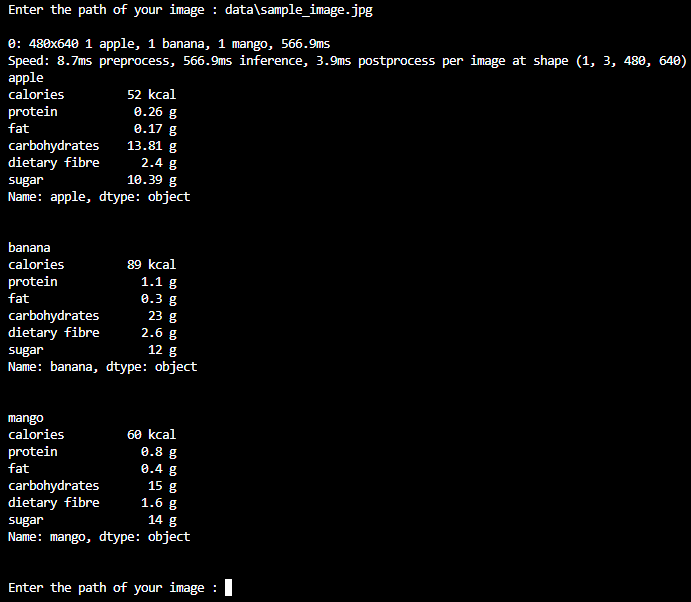 Enter the path of your image : data\sample_image.jpg
0: 480x640 1 apple, 1 banana, 1 mango, 566.9ms
Speed: 8.7ms preprocess, 566.9ms inference, 3.9ms postprocess per image at shape (1, 3, 480, 640)
apple
calories 52 kcal
protein 0.26 g
fat 0.17 g
carbohydrates 13.81 g
dietary fibre 2.4 g
sugar 10.39 g
Name: apple, dtype: object
banana
calories 89 kcal
protein 1.1 g
fat 0.3 g
carbohydrates 23 g
dietary fibre 2.6 g
sugar 12 g
Name: banana, dtype: object
mango
calories 60 kcal
protein 0.8 g
fat 0.4 g
carbohydrates 15 g
dietary fibre 1.6 g
sugar 14 g
Name: mango, dtype: object
Enter the path of your image :